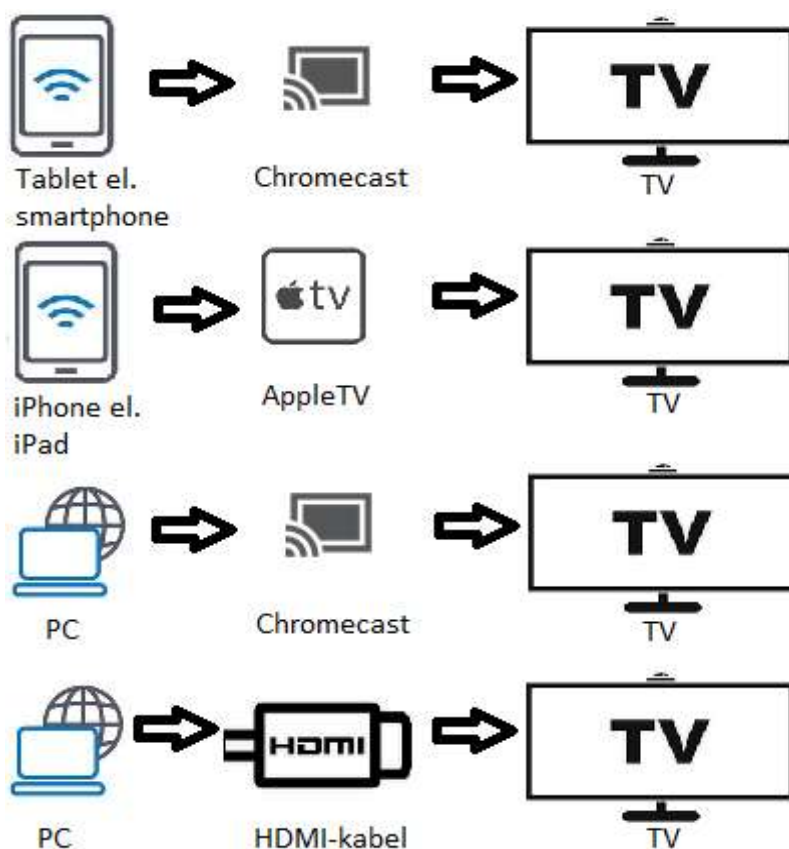 TV
Tablet el.
smartphone
Chromecast
TV
tv
TV
iPhone el.
iPad
AppleTV
TV
TV
PC
Chromecast
TV
HDMI
TV
PC
HDMI-kabel
TV